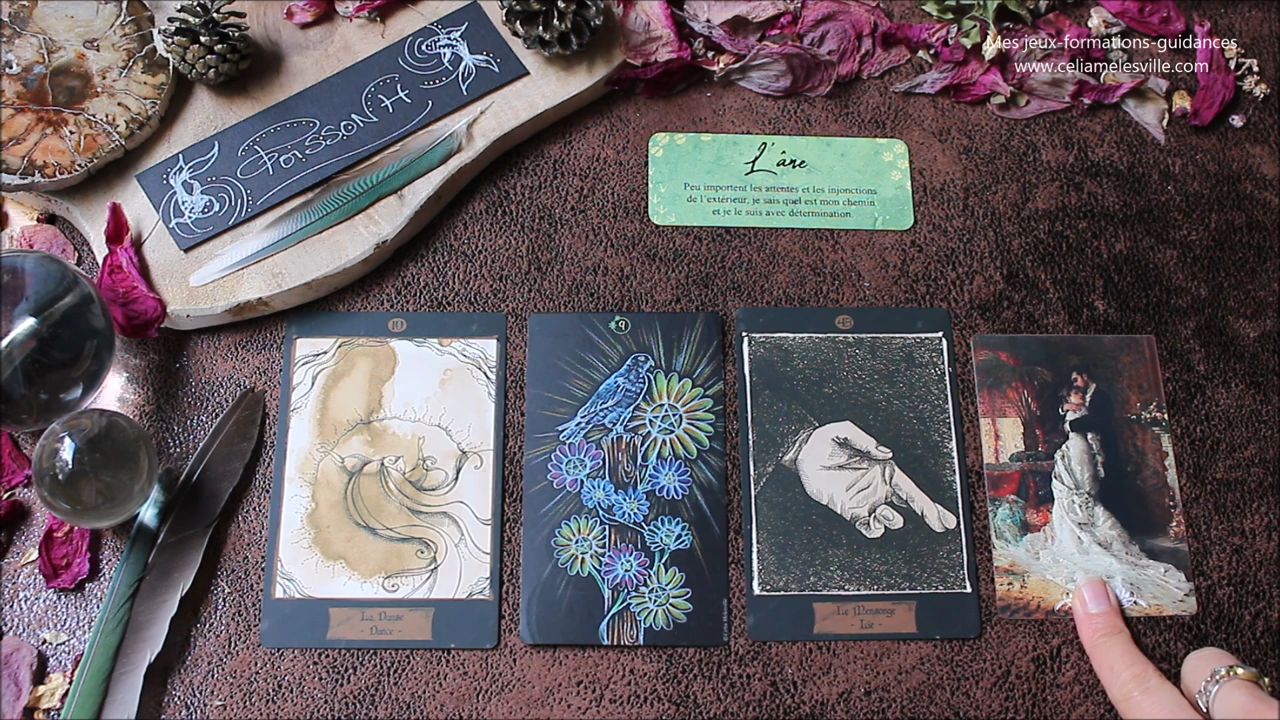 Mes jeux-formations-guidances
www.celiamelesville.com
POISSON H
L'âne
Peu importent les attentes et les injonctions
de l'extérieur, je sais quel est mon chemin
et je le suis avec détermination.
10
La Danse
- Dance -
9
48
Le Mensonge
- Lie -